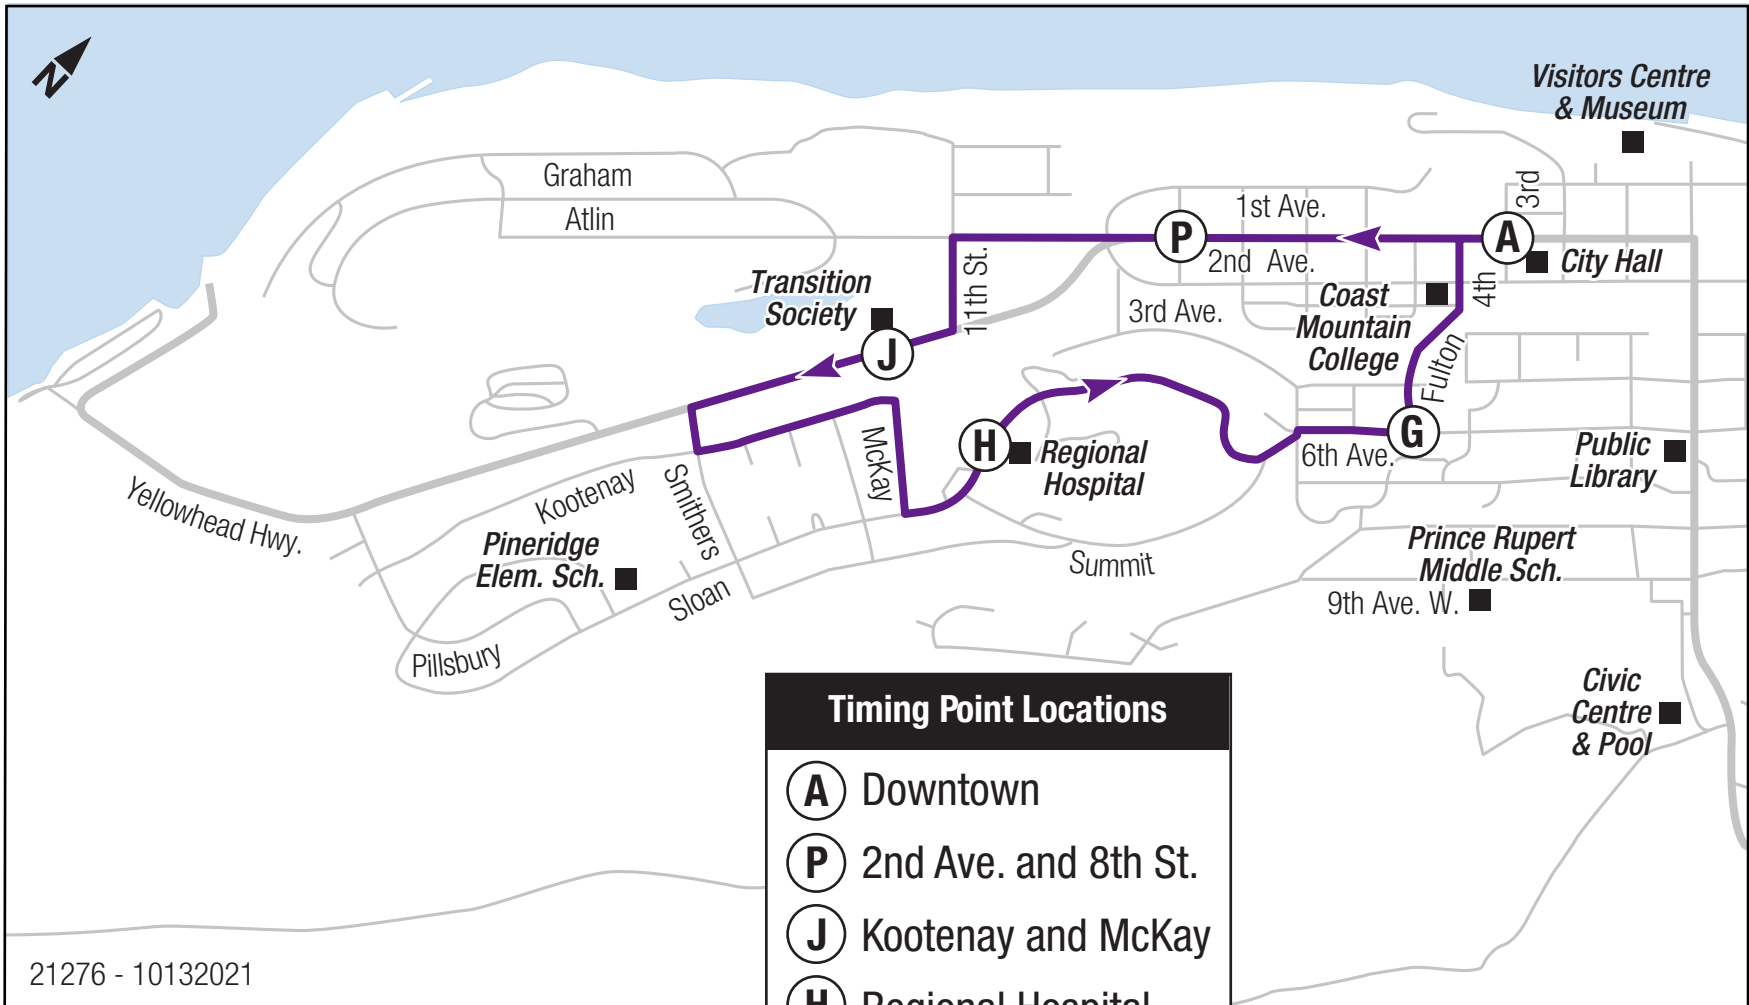 N
Visitors Centre
& Museum
Graham
Atlin
1st Ave.
3rd
P
A
2nd Ave.
City Hall
4th
11th St.
Transition
Society
Coast
Mountain
College
3rd Ave.
J
Fulton
McKay
H
Regional
Hospital
G
6th Ave.
Public
Library
Yellowhead Hwy.
Kootenay
Smithers
Pineridge
Elem. Sch.
Summit
Prince Rupert
Middle Sch.
Sloan
9th Ave. W.
Pillsbury
Civic
Centre
& Pool
Timing Point Locations
A Downtown
P 2nd Ave. and 8th St.
J Kootenay and McKay
H Regional Hospital
21276 - 10132021